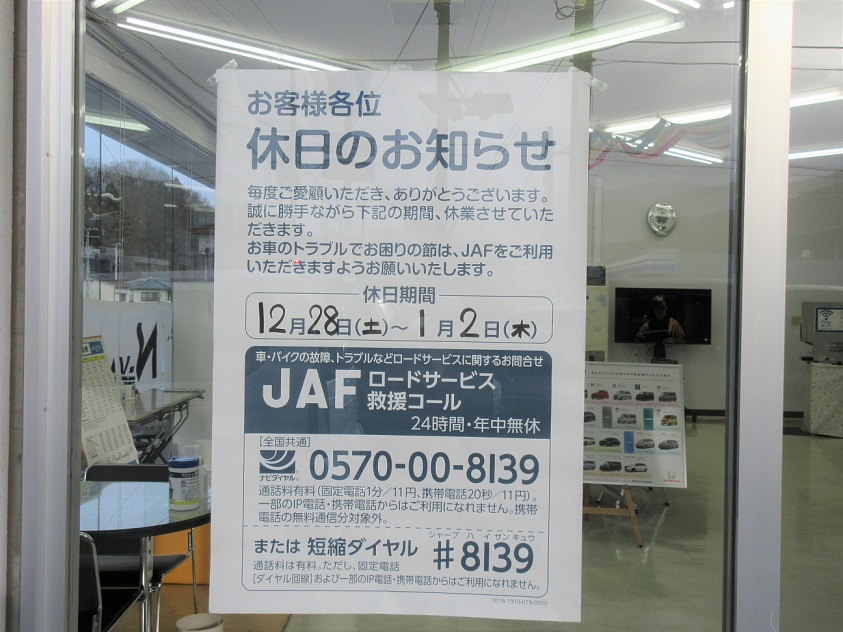 お客様各位
休日のお知らせ
毎度ご愛顧いただき、ありがとうございます。
誠に勝手ながら下記の期間、休業させていた
だきます。
お車のトラブルでお困りの節は、JAFをご利用
いただきますようお願いいたします。
休日期間
12月28日(土)～1月2日(木)
車・バイクの故障、トラブルなどロードサービスに関するお問合せ
JAF ロードサービス
救援コール
24時間・年中無休
[全国共通]
ナビダイヤル 0570-00-8139
通話料有料(固定電話1分／11円、携帯電話20秒／11円)。
一部のIP電話・携帯電話からはご利用になれません。携帯
電話の無料通信分対象外。
シャープ ハイ サンキュウ
または 短縮ダイヤル #8139
通話料は有料。ただし、固定電話
[ダイヤル回線]および一部のIP電話・携帯電話からはご利用になれません。
7018-1910-019-0000